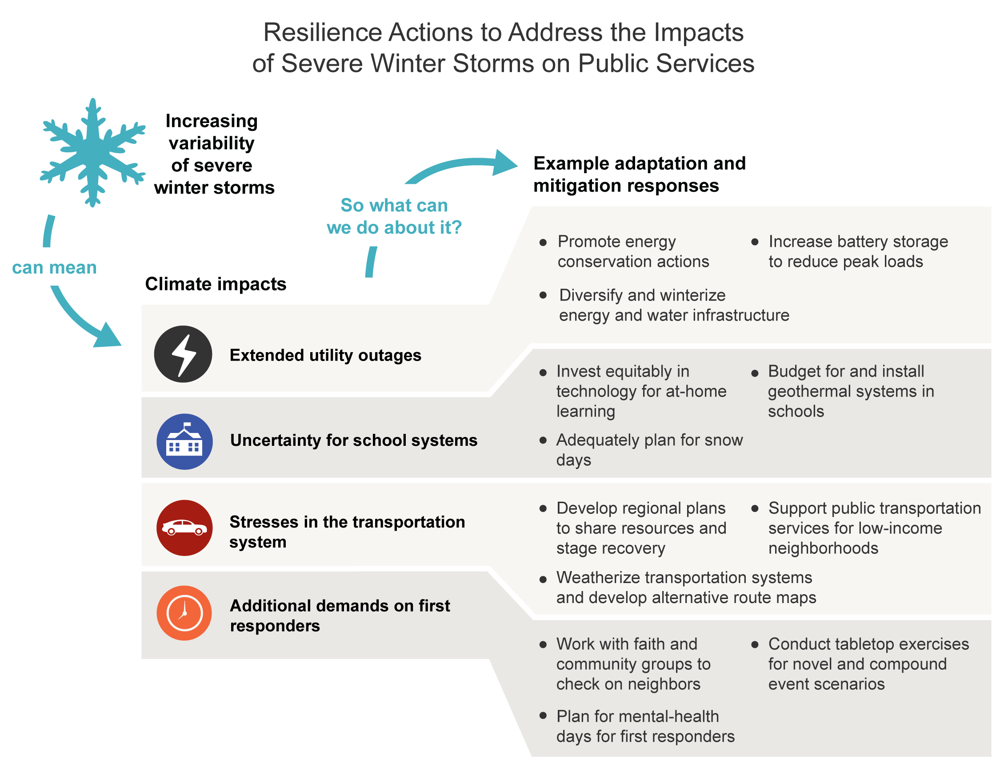 Resilience Actions to Address the Impacts
of Severe Winter Storms on Public Services
Increasing
variability
of severe
winter storms
can mean
Climate impacts
So what can
we do about it?
Example adaptation and
mitigation responses
Extended utility outages
Promote energy
conservation actions
Increase battery storage
to reduce peak loads
Diversify and winterize
energy and water infrastructure
Uncertainty for school systems
Invest equitably in
technology for at-home
learning
Budget for and install
geothermal systems in
schools
Adequately plan for snow
days
Stresses in the transportation
system
Develop regional plans
to share resources and
stage recovery
Support public transportation
services for low-income
neighborhoods
Weatherize transportation systems
and develop alternative route maps
Additional demands on first
responders
Work with faith and
community groups to
check on neighbors
Conduct tabletop exercises
for novel and compound
event scenarios
Plan for mental-health
days for first responders